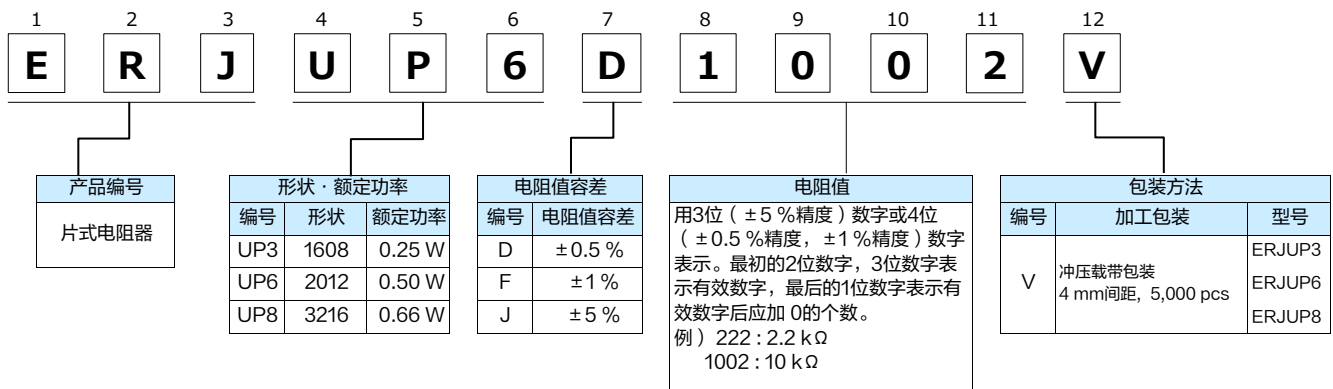 1 2 3 4 5 6 7 8 9 10 11 12
E R J U P 6 D 1 0 0 2 V
产品编号
片式电阻器
形状・额定功率
编号 形状 额定功率
UP3 1608 0.25 W
UP6 2012 0.50 W
UP8 3216 0.66 W
电阻值容差
编号 电阻值容差
D ±0.5 %
F ±1 %
J ±5 %
电阻值
用3位（±5 %精度）数字或4位
（±0.5 %精度，±1 %精度）数字
表示。最初的2位数字，3位数字表
示有效数字，最后的1位数字表示有
效数字后应加 0的个数。
例）222 : 2.2 kΩ
1002 : 10 kΩ
包装方法
编号 加工包装 型号
V
冲压载带包装
4 mm间距, 5,000 pcs
ERJUP3
ERJUP6
ERJUP8